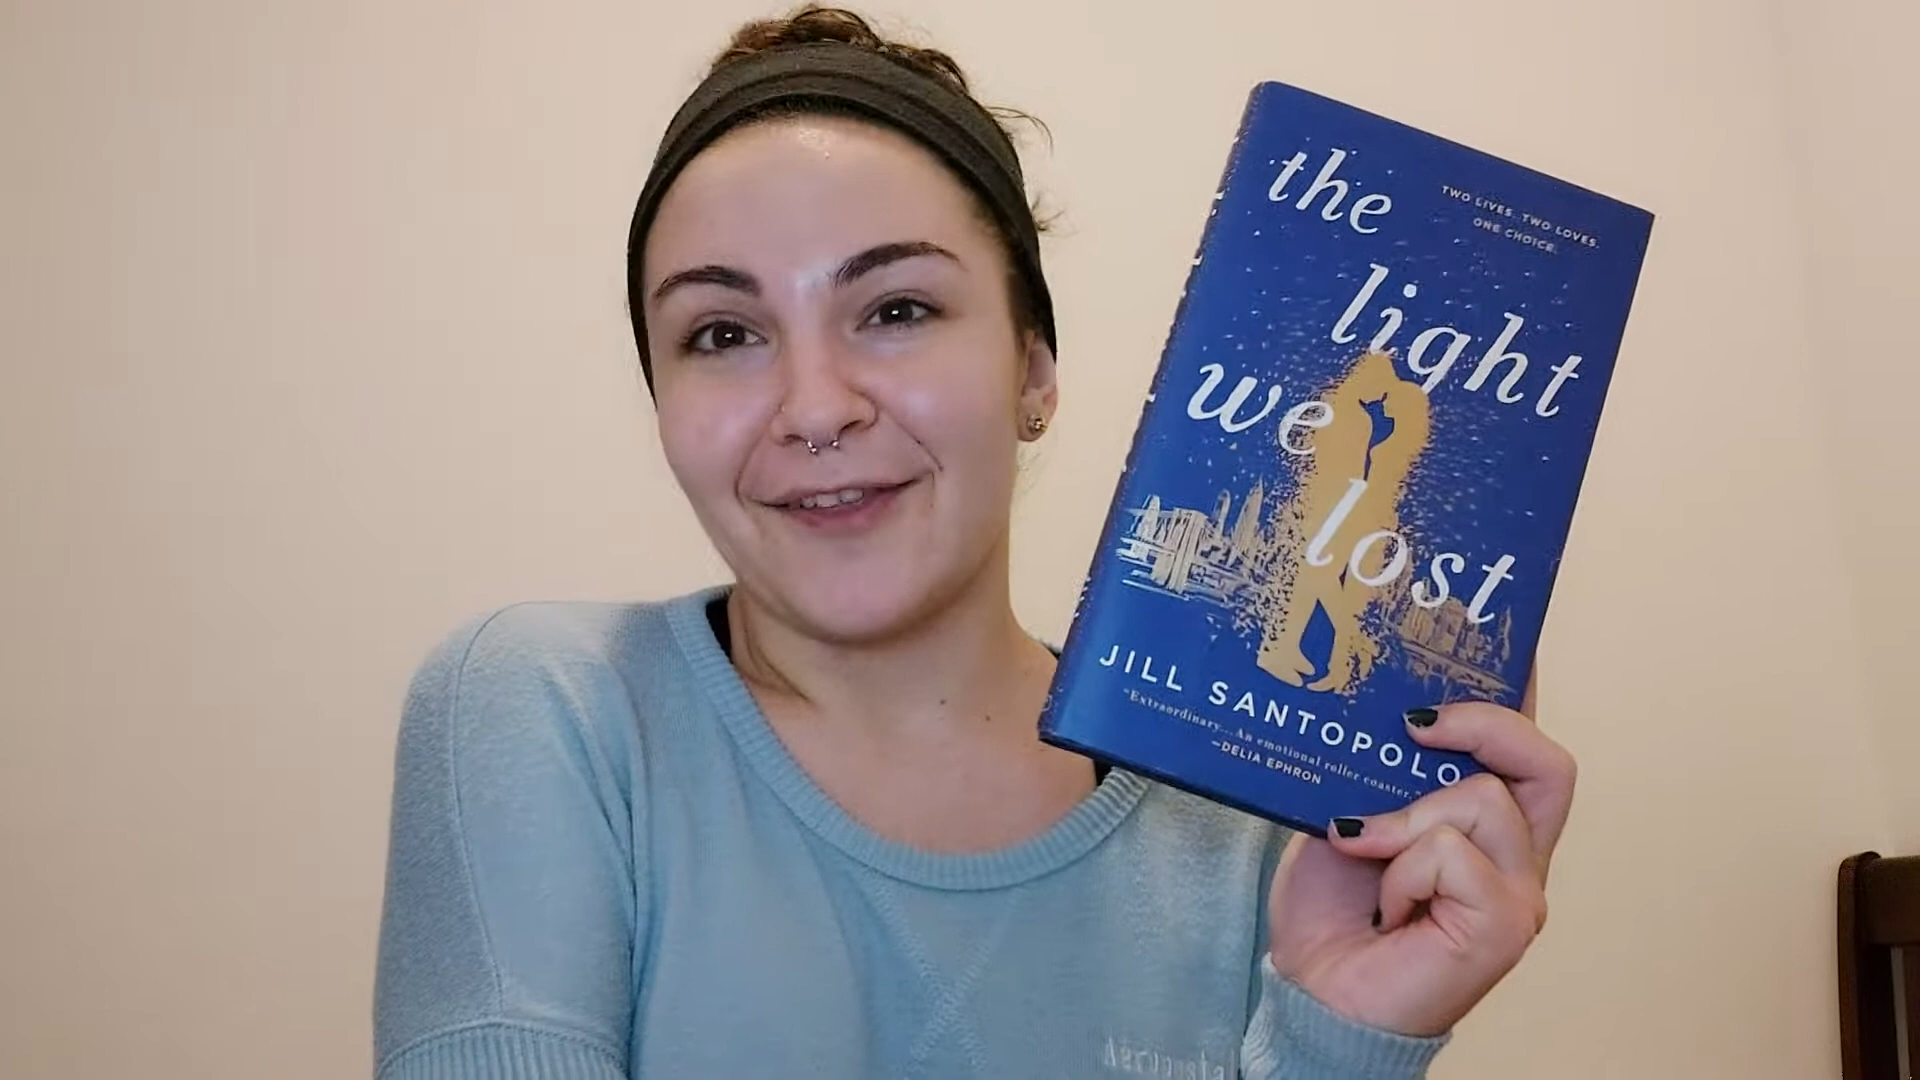 the
TWO LIVES. TWO LOVES.
ONE CHOICE.
light
we
lost
JILL SANTOPOLO
"Extraordinary...An emotional roller coaster."
—DELIA EPHRON